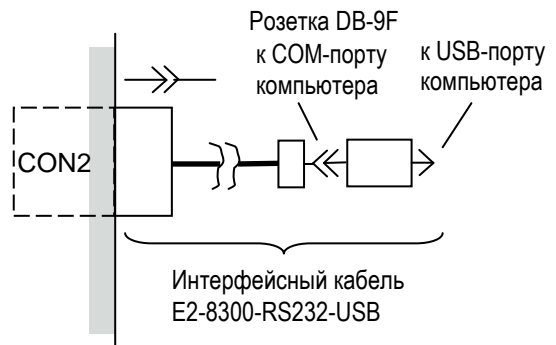 Розетка DB-9F
к COM-порту
компьютера
к USB-порту
компьютера
CON2
Интерфейсный кабель
E2-8300-RS232-USB